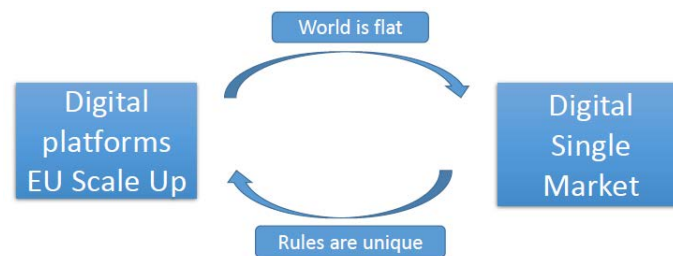 World is flat
Digital
platforms
EU Scale Up
Digital
Single
Market
Rules are unique